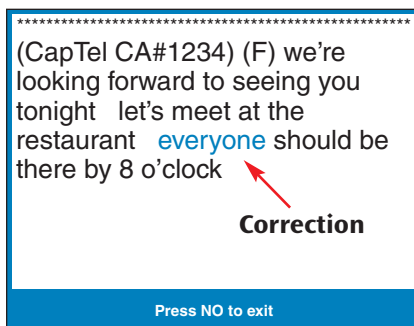 ******************************************************
(CapTel CA#1234) (F) we’re
looking forward to seeing you
tonight   let’s meet at the
restaurant   everyone should be
there by 8 o’clock
Correction
Press NO to exit